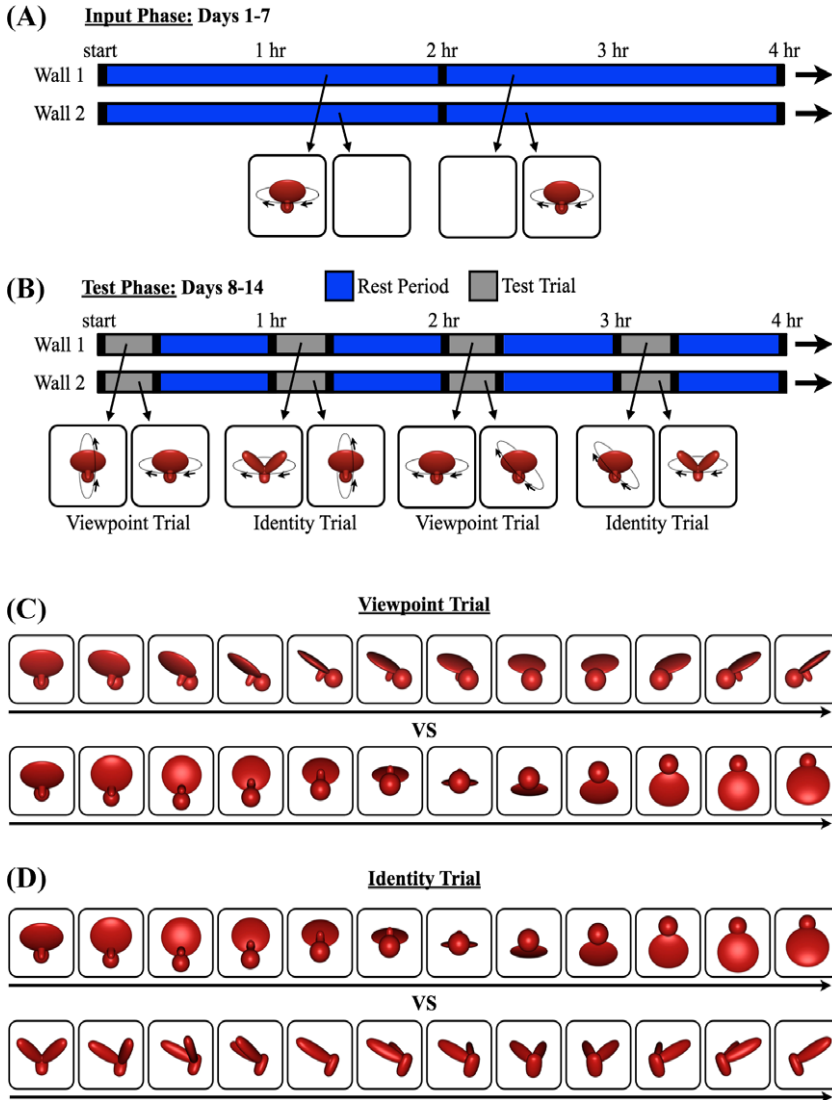 (A) Input Phase: Days 1-7
start 1 hr 2 hr 3 hr 4 hr
Wall 1
Wall 2
(B) Test Phase: Days 8-14 Rest Period Test Trial
start 1 hr 2 hr 3 hr 4 hr
Wall 1
Wall 2
Viewpoint Trial Identity Trial Viewpoint Trial Identity Trial
(C) Viewpoint Trial
VS
(D) Identity Trial
VS